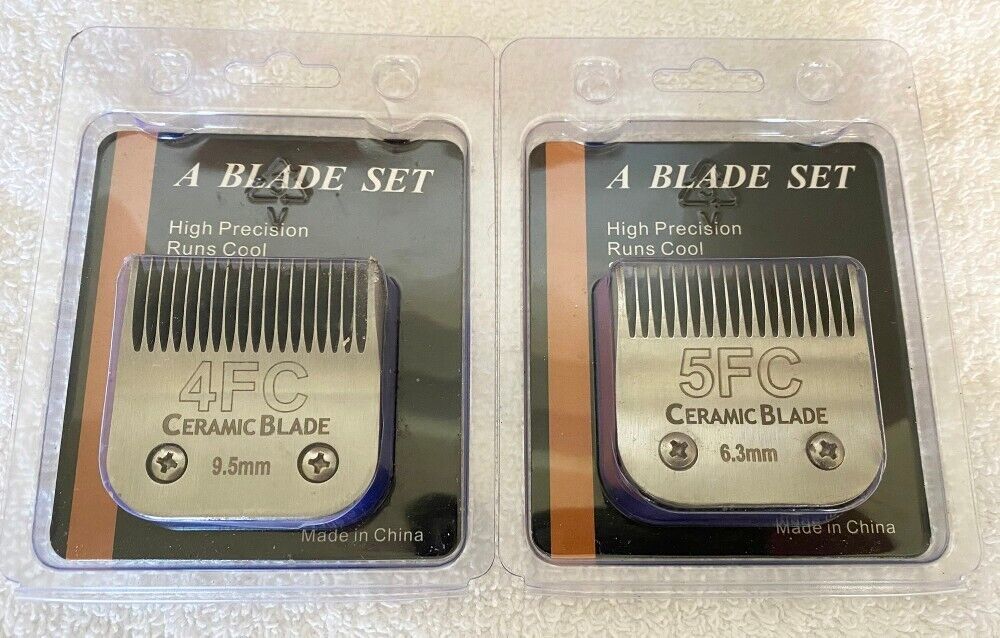 A BLADE SET
High Precision
Runs Cool
4FC
CERAMIC BLADE
9.5mm
Made in China
A BLADE SET
High Precision
Runs Cool
5FC
CERAMIC BLADE
6.3mm
Made in China